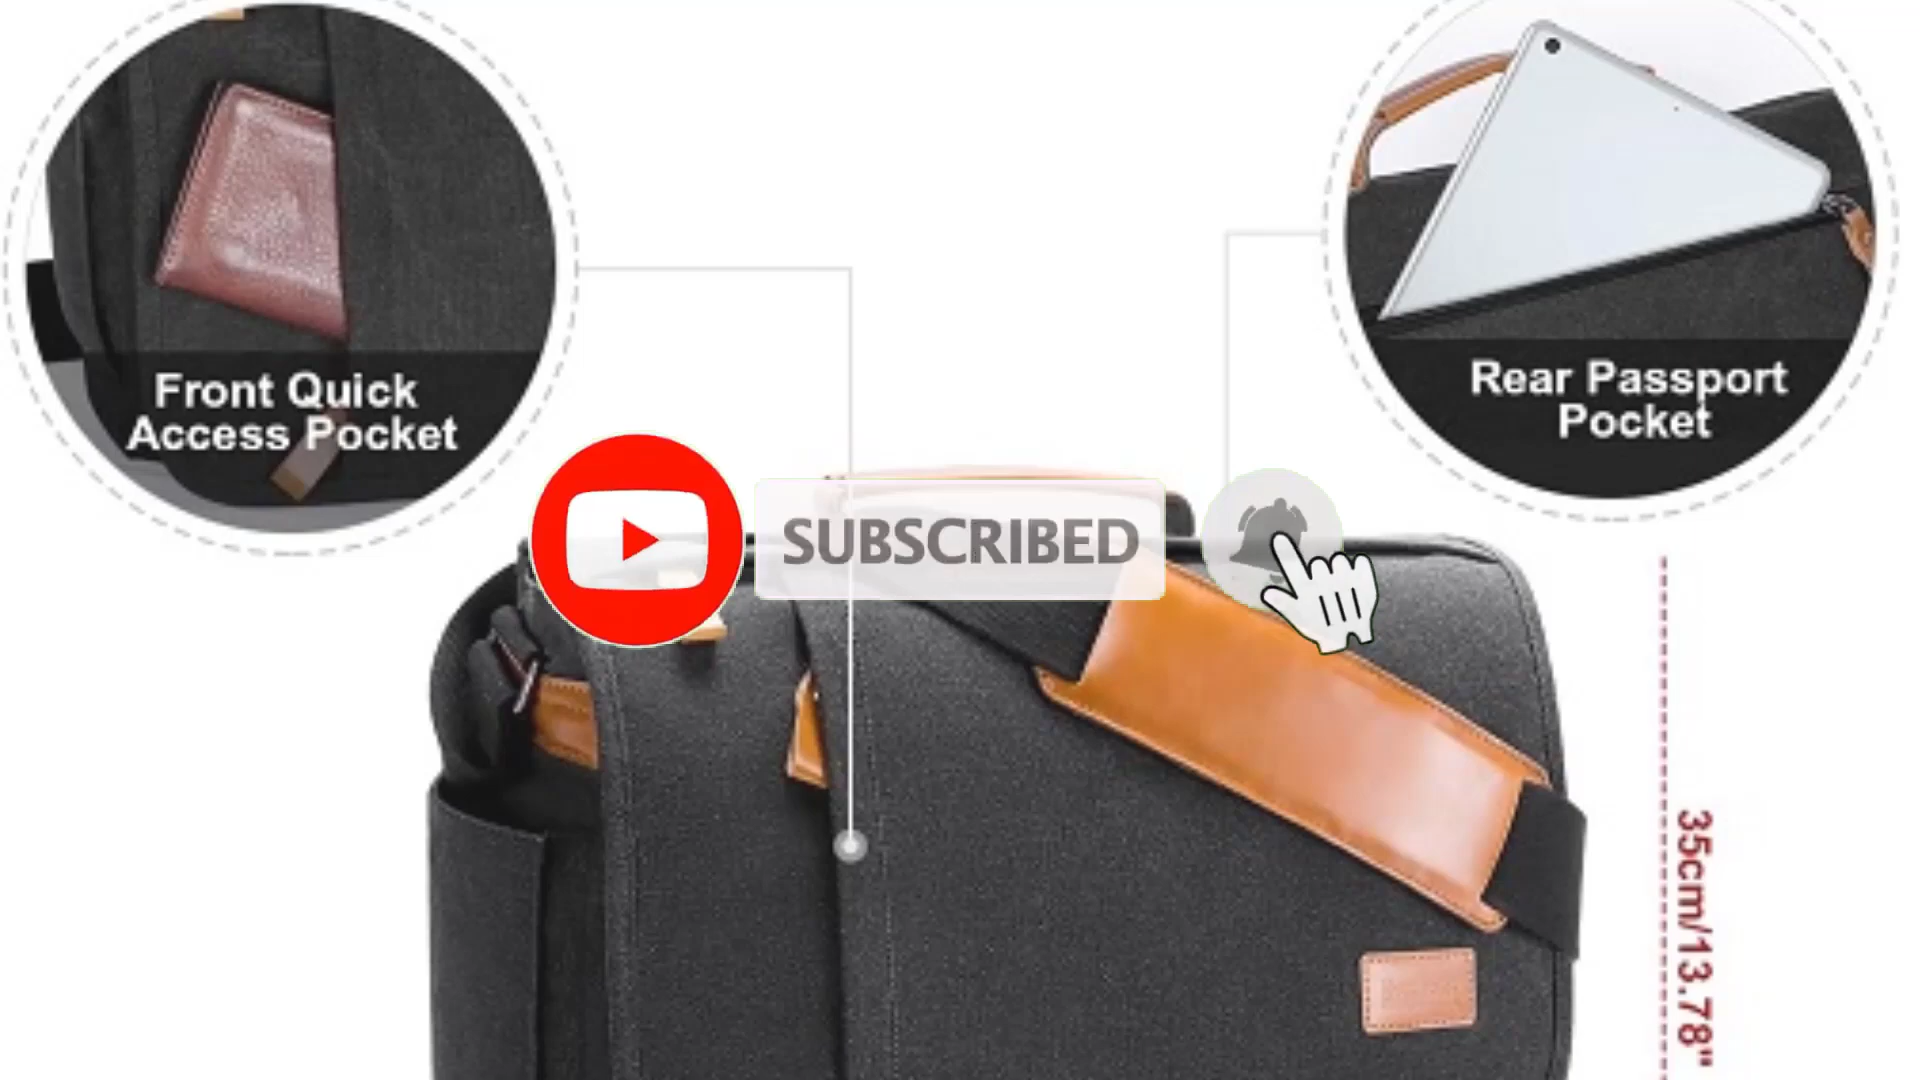 Front Quick
Access Pocket
Rear Passport
Pocket
SUBSCRIBED
35cm/13.78"